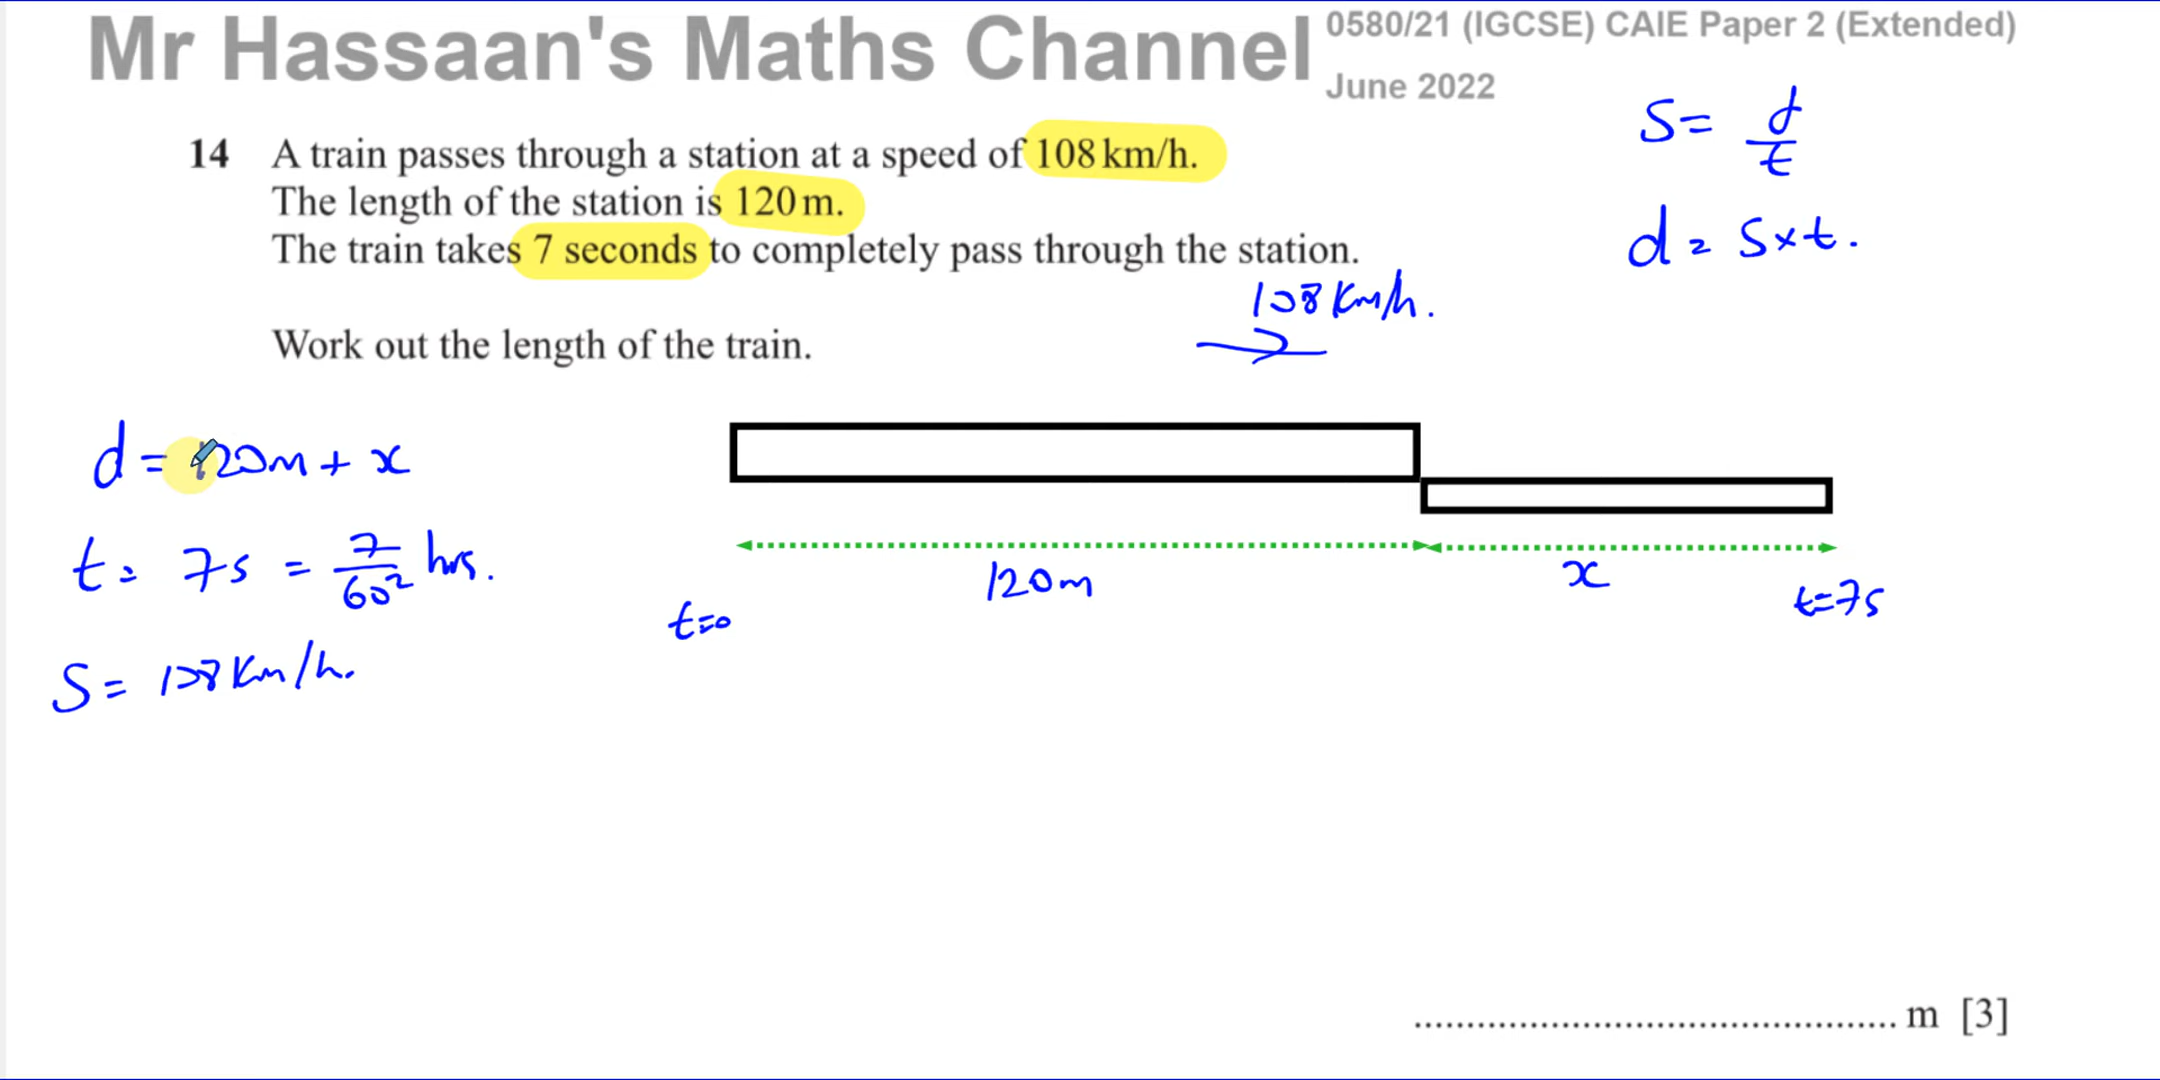 Mr Hassaan's Maths Channel
0580/21 (IGCSE) CAIE Paper 2 (Extended)
June 2022
S = d/t
d = S×t.
14 A train passes through a station at a speed of 108 km/h.
The length of the station is 120 m.
The train takes 7 seconds to completely pass through the station.
108 Km/h.
Work out the length of the train.
d = 120m + x
t = 7s = 7/60² hrs.
S = 108 Km/h.
120m
x
t=0
t=7s
.............................................. m [3]